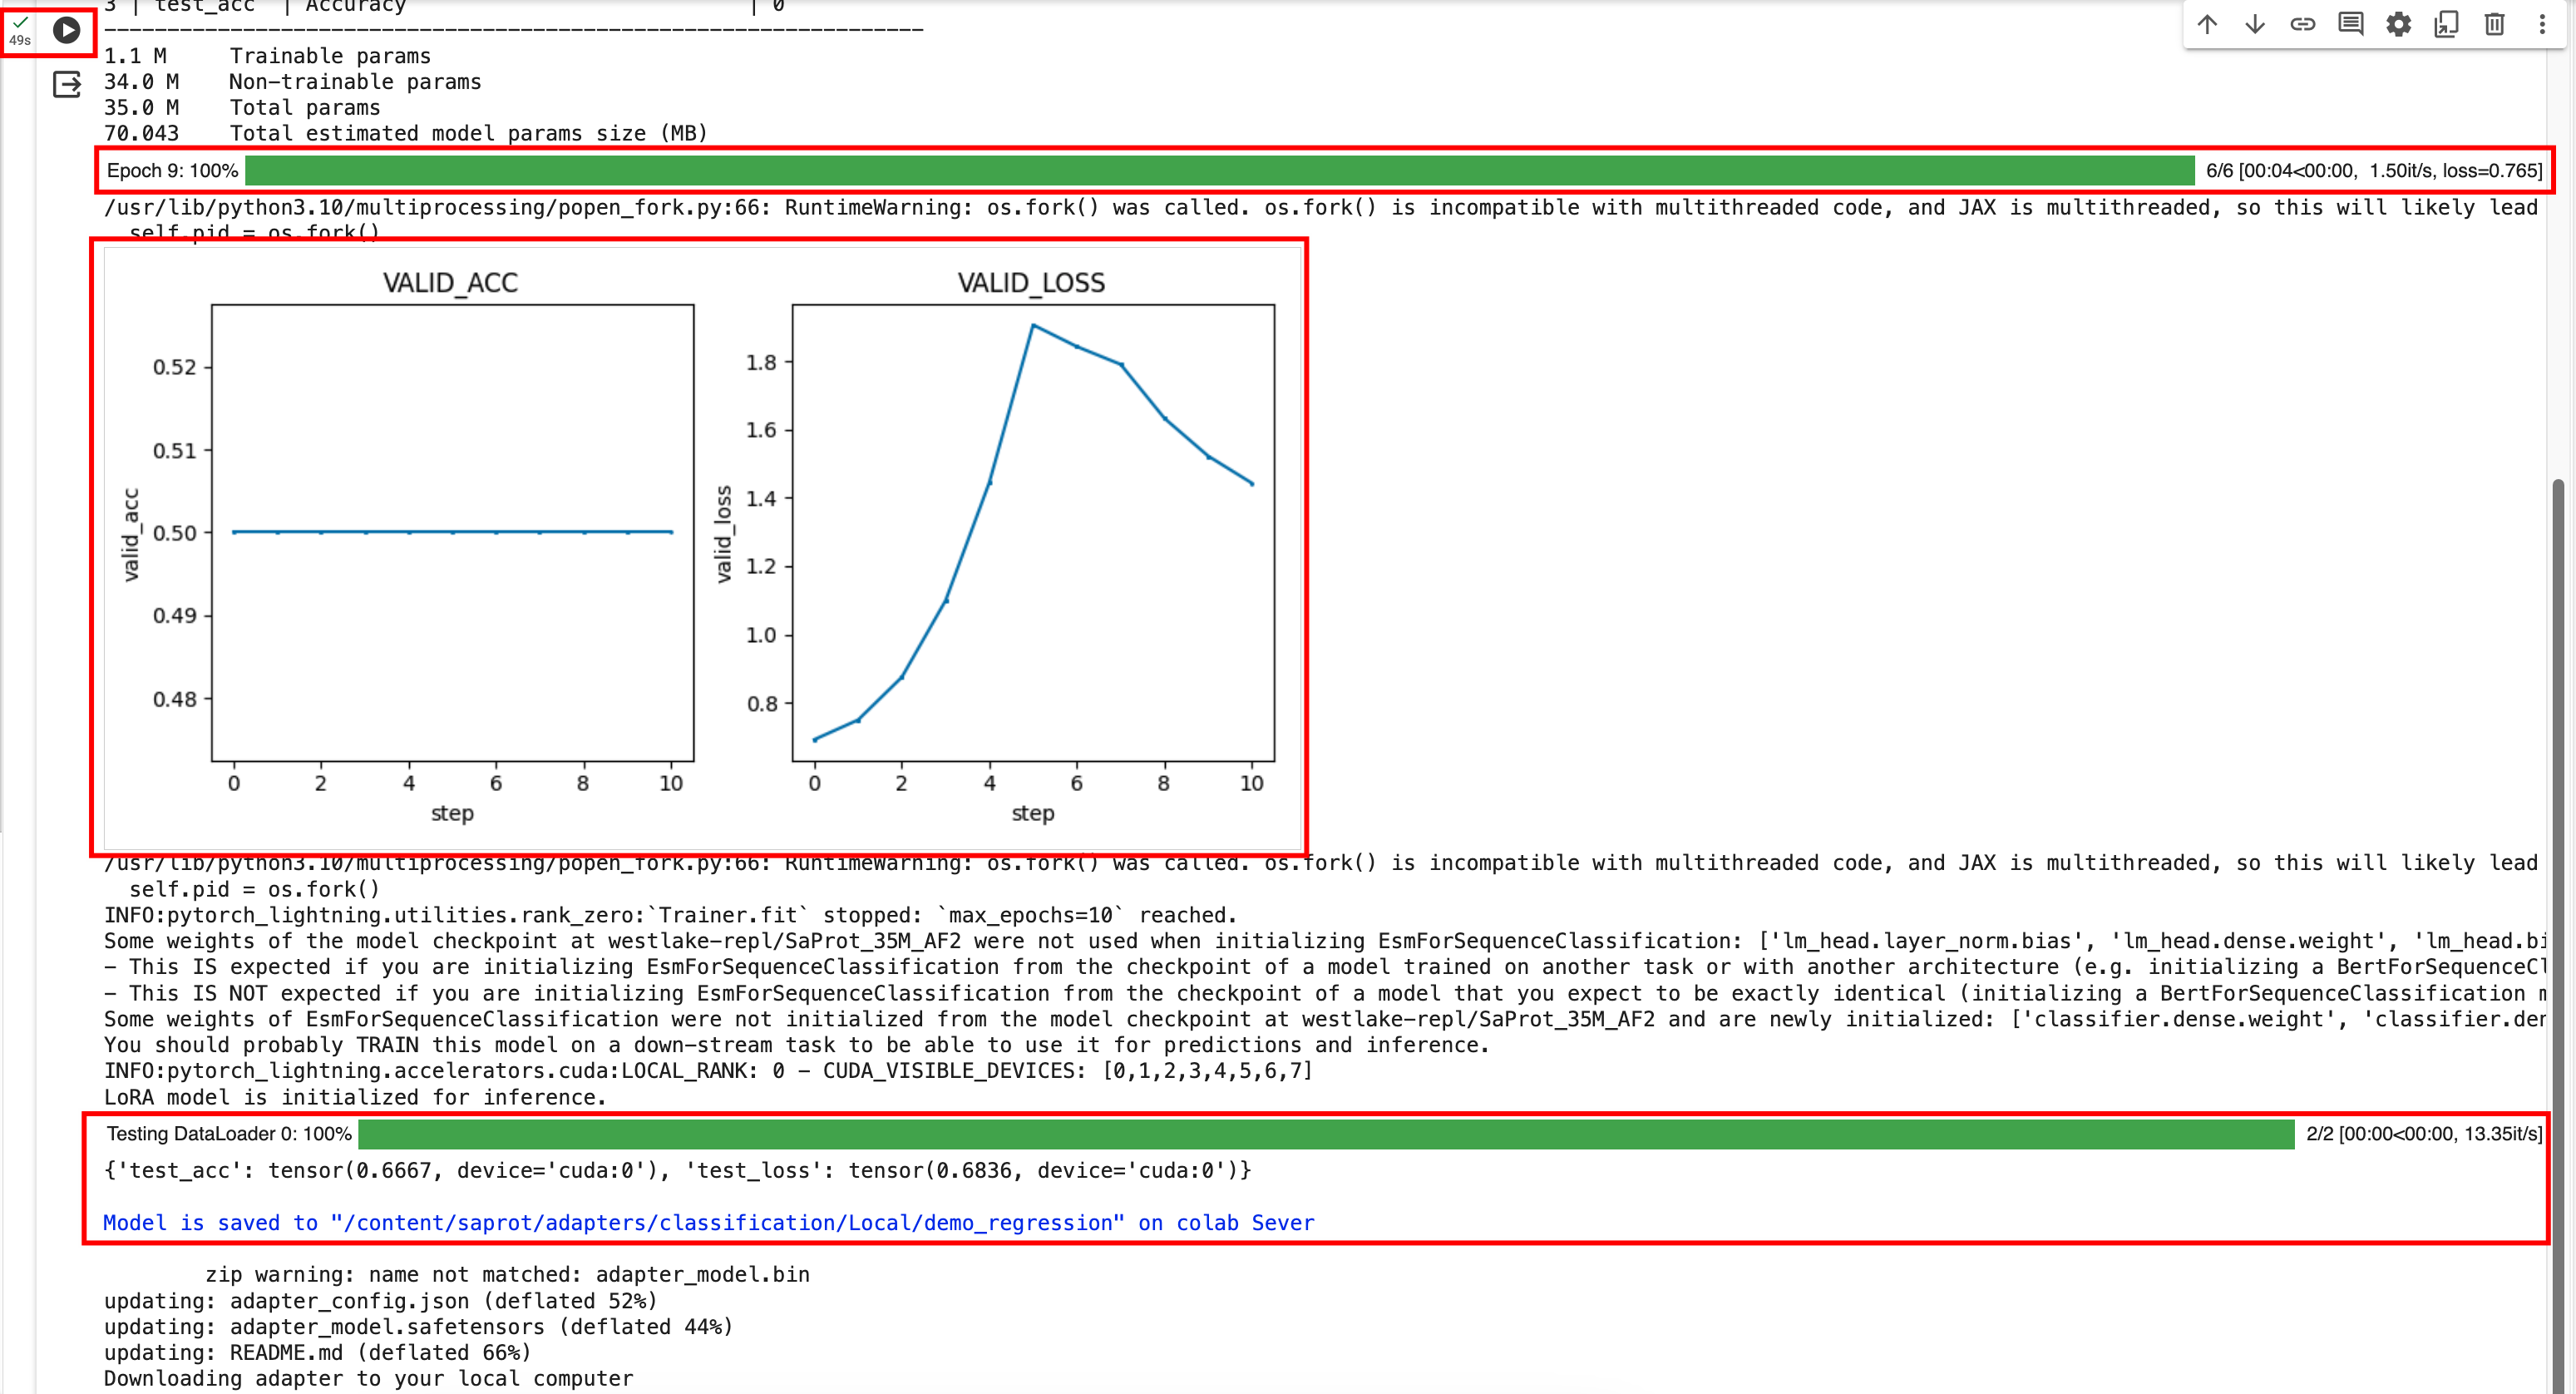 3 | test_acc | Accuracy | 0
49s
1.1 M Trainable params
34.0 M Non-trainable params
35.0 M Total params
70.043 Total estimated model params size (MB)
Epoch 9: 100% 6/6 [00:04<00:00, 1.50it/s, loss=0.765]
/usr/lib/python3.10/multiprocessing/popen_fork.py:66: RuntimeWarning: os.fork() was called. os.fork() is incompatible with multithreaded code, and JAX is multithreaded, so this will likely lead
self.pid = os.fork()
VALID_ACC
valid_acc
0.52
0.51
0.50
0.49
0.48
0 2 4 6 8 10
step
VALID_LOSS
valid_loss
1.8
1.6
1.4
1.2
1.0
0.8
0 2 4 6 8 10
step
/usr/lib/python3.10/multiprocessing/popen_fork.py:66: RuntimeWarning: os.fork() was called. os.fork() is incompatible with multithreaded code, and JAX is multithreaded, so this will likely lead
self.pid = os.fork()
INFO:pytorch_lightning.utilities.rank_zero:`Trainer.fit` stopped: `max_epochs=10` reached.
Some weights of the model checkpoint at westlake-repl/SaProt_35M_AF2 were not used when initializing EsmForSequenceClassification: ['lm_head.layer_norm.bias', 'lm_head.dense.weight', 'lm_head.bi
- This IS expected if you are initializing EsmForSequenceClassification from the checkpoint of a model trained on another task or with another architecture (e.g. initializing a BertForSequenceCl
- This IS NOT expected if you are initializing EsmForSequenceClassification from the checkpoint of a model that you expect to be exactly identical (initializing a BertForSequenceClassification m
Some weights of EsmForSequenceClassification were not initialized from the model checkpoint at westlake-repl/SaProt_35M_AF2 and are newly initialized: ['classifier.dense.weight', 'classifier.den
You should probably TRAIN this model on a down-stream task to be able to use it for predictions and inference.
INFO:pytorch_lightning.accelerators.cuda:LOCAL_RANK: 0 - CUDA_VISIBLE_DEVICES: [0,1,2,3,4,5,6,7]
LoRA model is initialized for inference.
Testing DataLoader 0: 100% 2/2 [00:00<00:00, 13.35it/s]
{'test_acc': tensor(0.6667, device='cuda:0'), 'test_loss': tensor(0.6836, device='cuda:0')}
Model is saved to "/content/saprot/adapters/classification/Local/demo_regression" on colab Sever
zip warning: name not matched: adapter_model.bin
updating: adapter_config.json (deflated 52%)
updating: adapter_model.safetensors (deflated 44%)
updating: README.md (deflated 66%)
Downloading adapter to your local computer